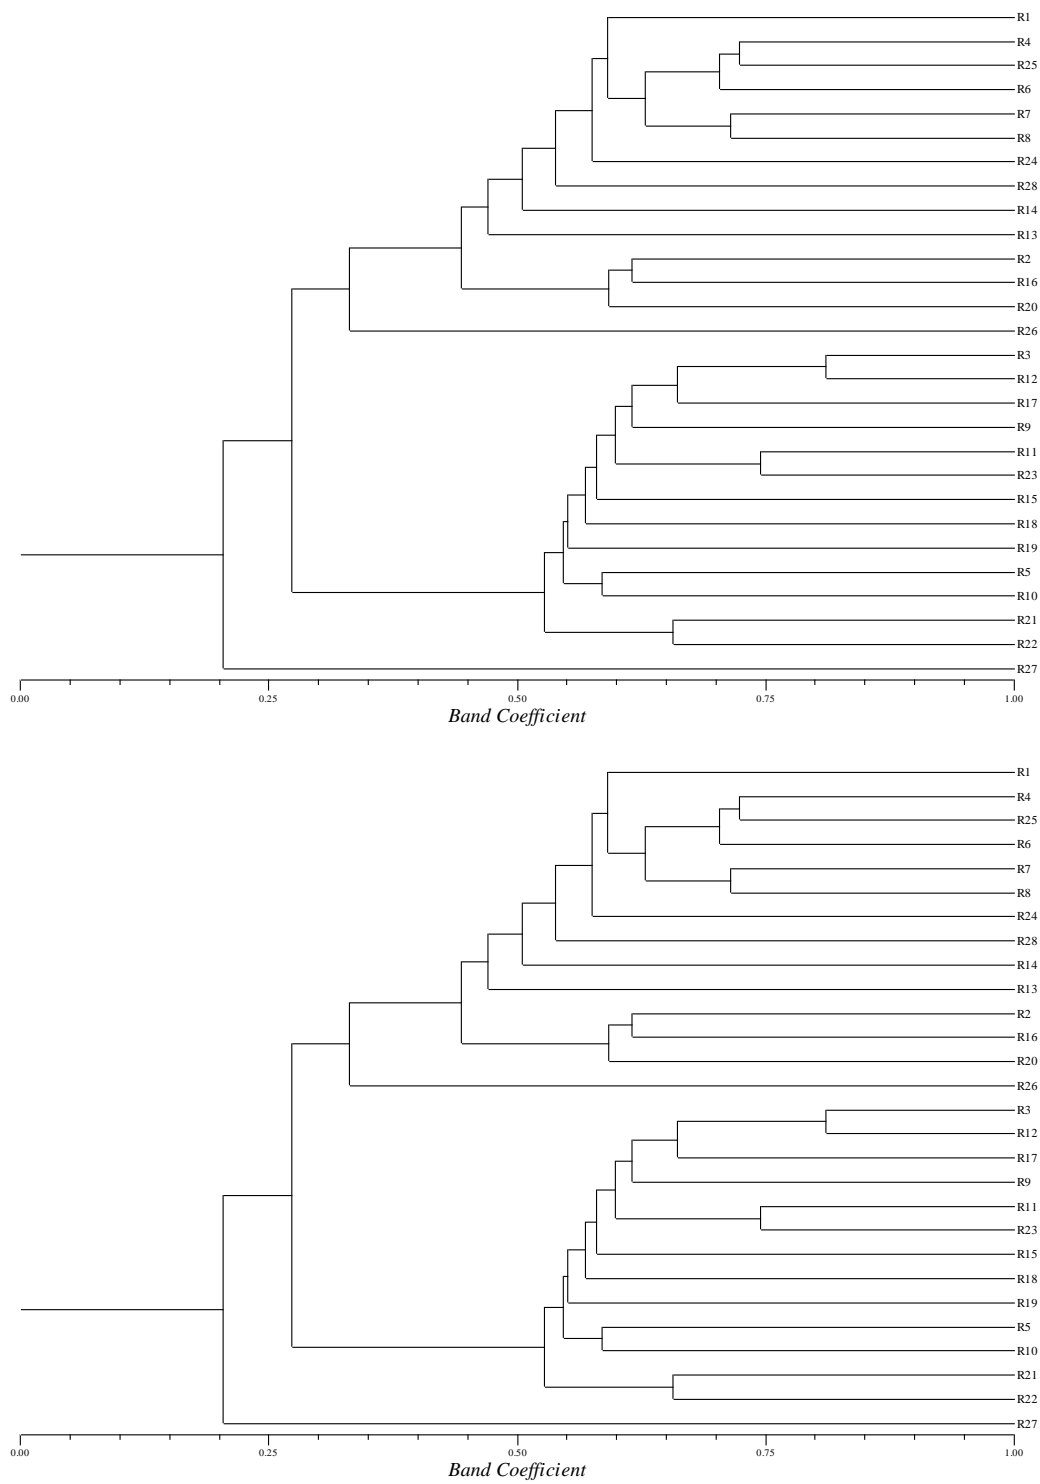 R1
R4
R25
R6
R7
R8
R24
R28
R14
R13
R2
R16
R20
R26
R3
R12
R17
R9
R11
R23
R15
R18
R19
R5
R10
R21
R22
R27
0.00 0.25 0.50 0.75 1.00
Band Coefficient
R1
R4
R25
R6
R7
R8
R24
R28
R14
R13
R2
R16
R20
R26
R3
R12
R17
R9
R11
R23
R15
R18
R19
R5
R10
R21
R22
R27
0.00 0.25 0.50 0.75 1.00
Band Coefficient